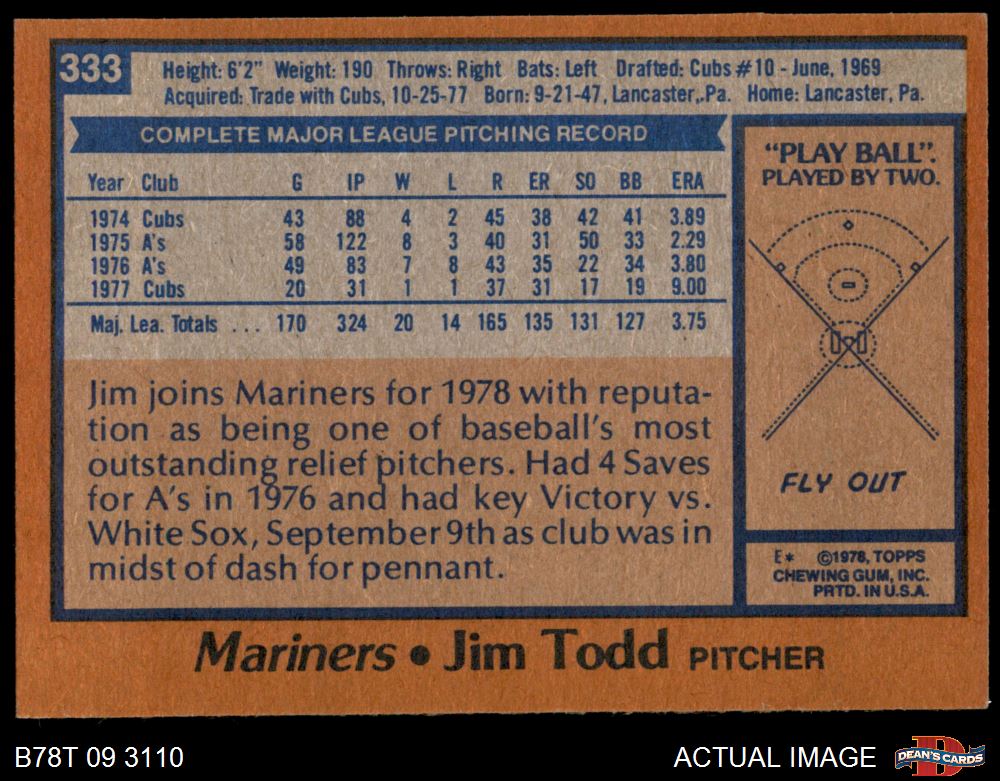 333
Height: 6'2" Weight: 190 Throws: Right Bats: Left Drafted: Cubs #10 - June, 1969
Acquired: Trade with Cubs, 10-25-77 Born: 9-21-47, Lancaster,.Pa. Home: Lancaster, Pa.
COMPLETE MAJOR LEAGUE PITCHING RECORD
Year Club G IP W L R ER SO BB ERA
1974 Cubs 43 88 4 2 45 38 42 41 3.89
1975 A's 58 122 8 3 40 31 50 33 2.29
1976 A's 49 83 7 8 43 35 22 34 3.80
1977 Cubs 20 31 1 1 37 31 17 19 9.00
Maj. Lea. Totals ... 170 324 20 14 165 135 131 127 3.75
Jim joins Mariners for 1978 with reputa-
tion as being one of baseball's most
outstanding relief pitchers. Had 4 Saves
for A's in 1976 and had key Victory vs.
White Sox, September 9th as club was in
midst of dash for pennant.
"PLAY BALL".
PLAYED BY TWO.
FLY OUT
E* ©1978, TOPPS
CHEWING GUM, INC.
PRTD. IN U.S.A.
Mariners • Jim Todd PITCHER
B78T 09 3110
ACTUAL IMAGE
D
DEAN'S CARDS